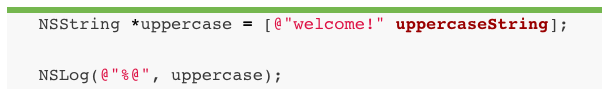 NSString *uppercase = [@"welcome!" uppercaseString];
NSLog(@"%@", uppercase);